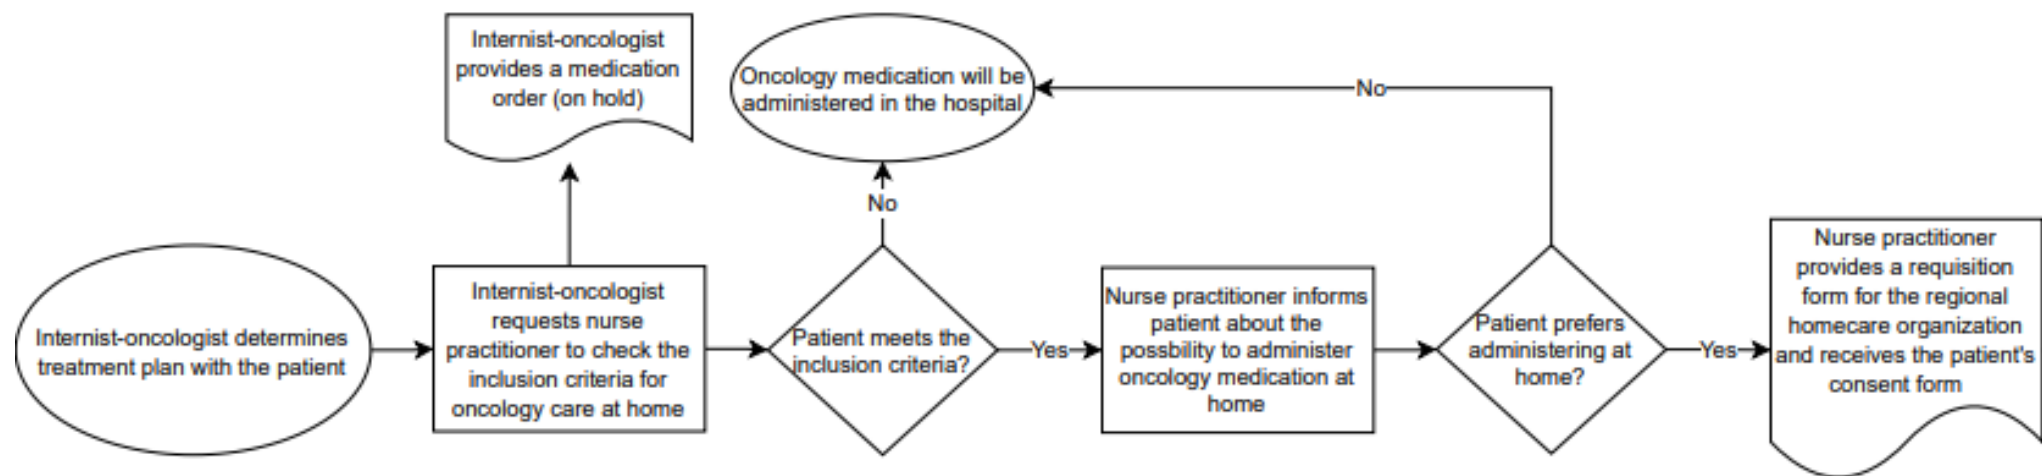 Internist-oncologist
provides a medication
order (on hold)
Oncology medication will be
administered in the hospital
No
No
Internist-oncologist determines
treatment plan with the patient
Internist-oncologist
requests nurse
practitioner to check the
inclusion criteria for
oncology care at home
Patient meets the
inclusion criteria?
Yes
Nurse practitioner informs
patient about the
possbility to administer
oncology medication at
home
Patient prefers
administering at
home?
Yes
Nurse practitioner
provides a requisition
form for the regional
homecare organization
and receives the patient's
consent form